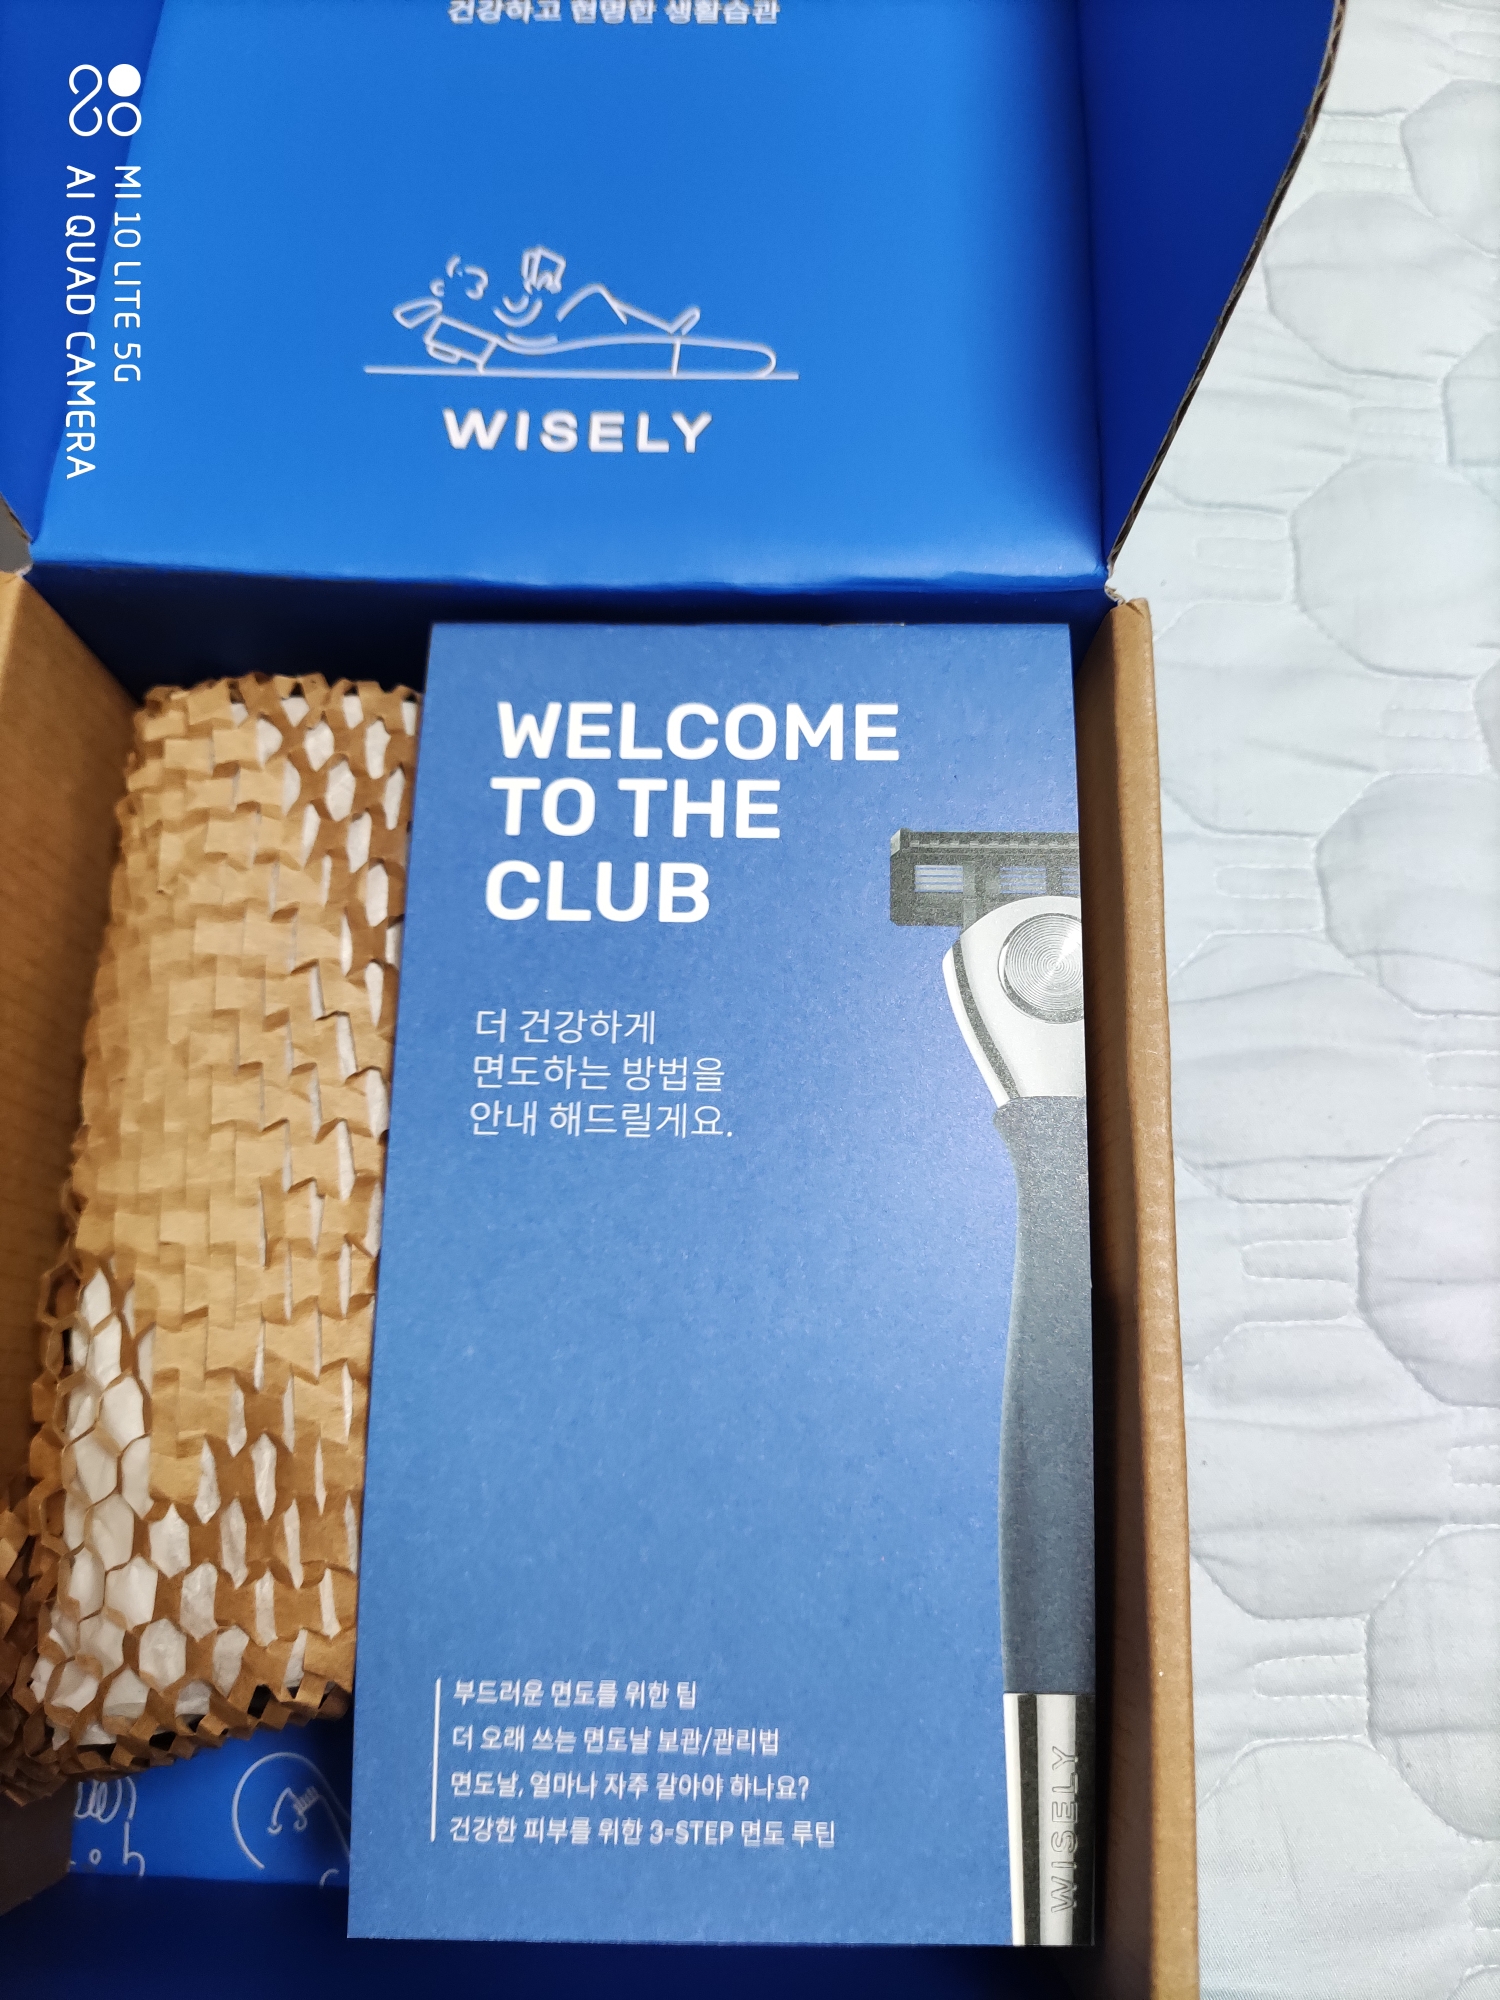 건강하고 현명한 생활습관
MI 10 LITE 5G
AI QUAD CAMERA
WISELY
WELCOME
TO THE
CLUB
더 건강하게
면도하는 방법을
안내 해드릴게요.
부드러운 면도를 위한 팁
더 오래 쓰는 면도날 보관/관리법
면도날, 얼마나 자주 갈아야 하나요?
건강한 피부를 위한 3-STEP 면도 루틴
WISELY